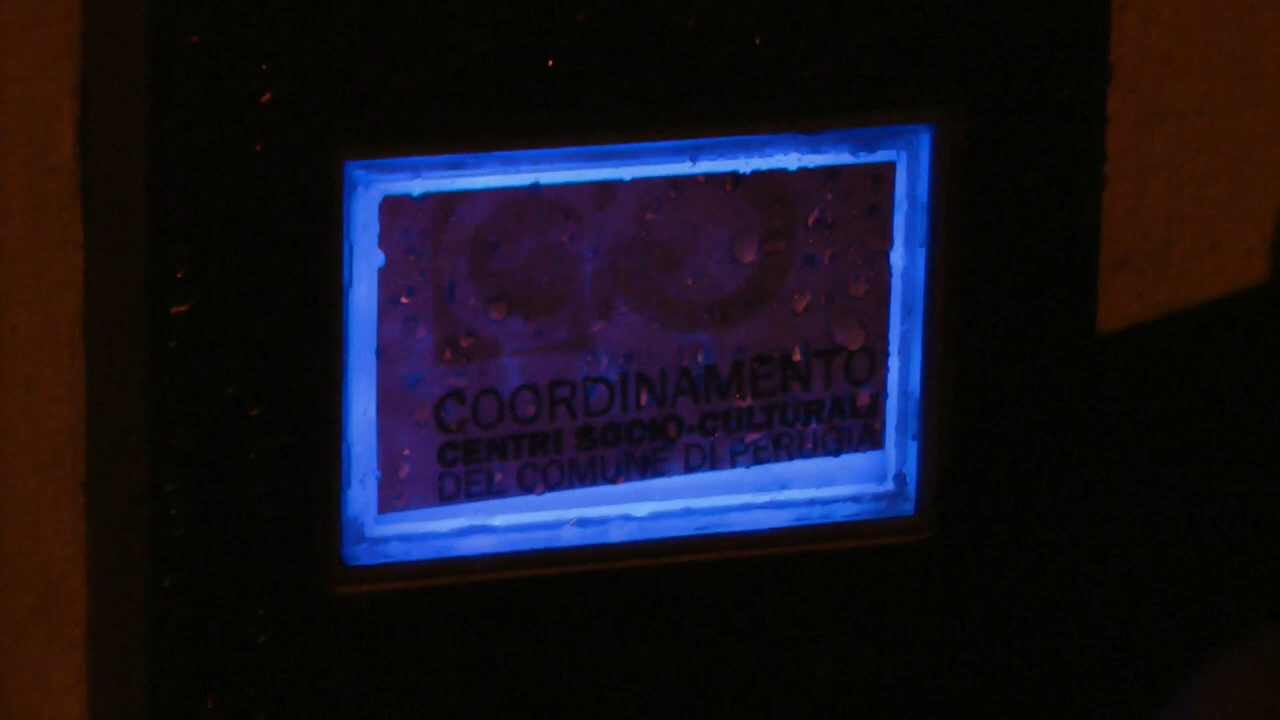 COORDINAMENTO
CENTRI SOCIO-CULTURALI
DEL COMUNE DI PERUGIA